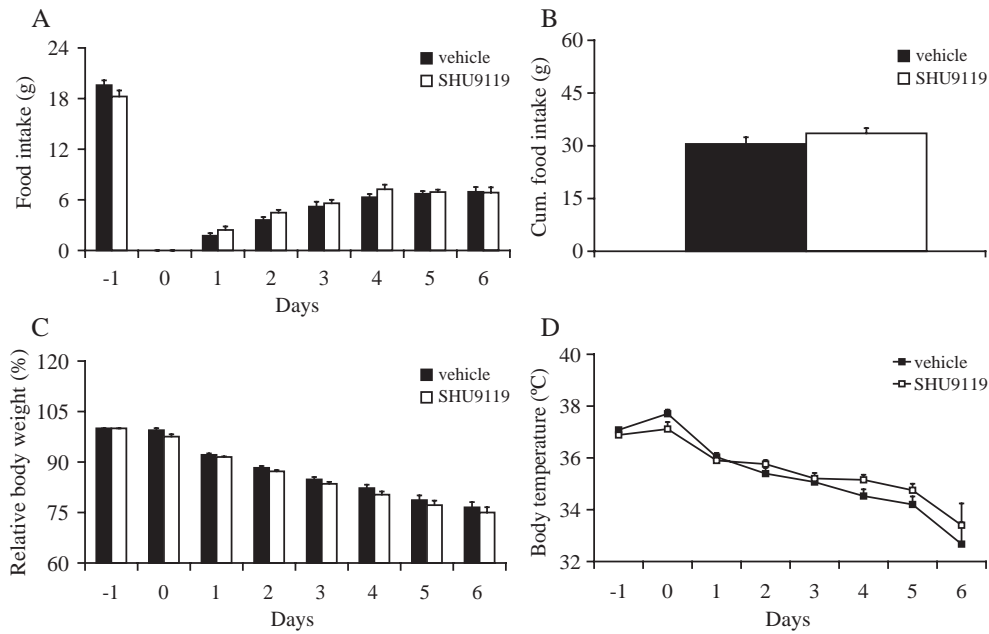 A
Food intake (g)
24
18
12
6
0
vehicle
SHU9119
-1 0 1 2 3 4 5 6
Days
B
Cum. food intake (g)
60
45
30
15
0
vehicle
SHU9119
C
Relative body weight (%)
120
105
90
75
60
vehicle
SHU9119
-1 0 1 2 3 4 5 6
Days
D
Body temperature (ºC)
40
38
36
34
32
vehicle
SHU9119
-1 0 1 2 3 4 5 6
Days